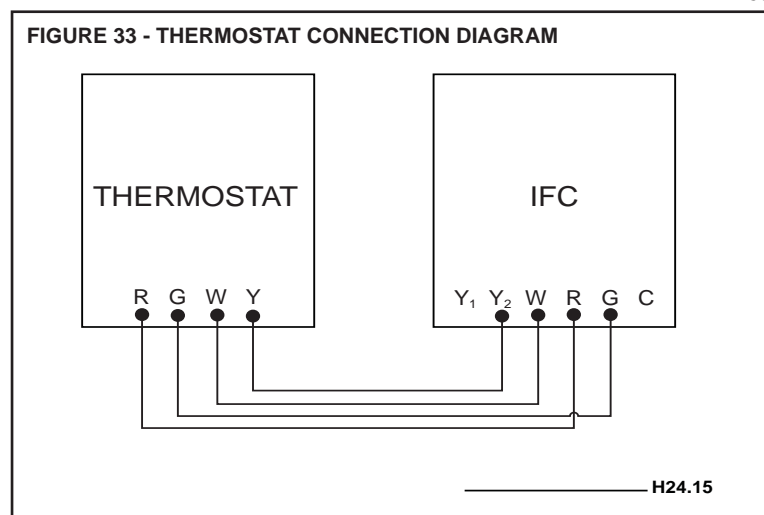 FIGURE 33 - THERMOSTAT CONNECTION DIAGRAM
THERMOSTAT
IFC
R G W Y
Y₁ Y₂ W R G C
H24.15